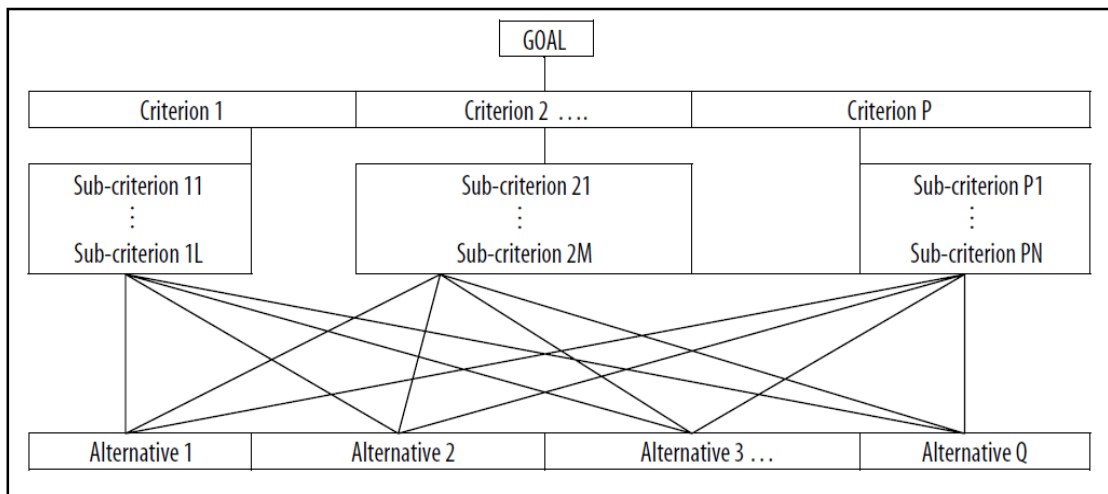 GOAL
Criterion 1 Criterion 2 …. Criterion P
Sub-criterion 11 Sub-criterion 21 Sub-criterion P1
⋮ ⋮ ⋮
Sub-criterion 1L Sub-criterion 2M Sub-criterion PN
Alternative 1 Alternative 2 Alternative 3 … Alternative Q